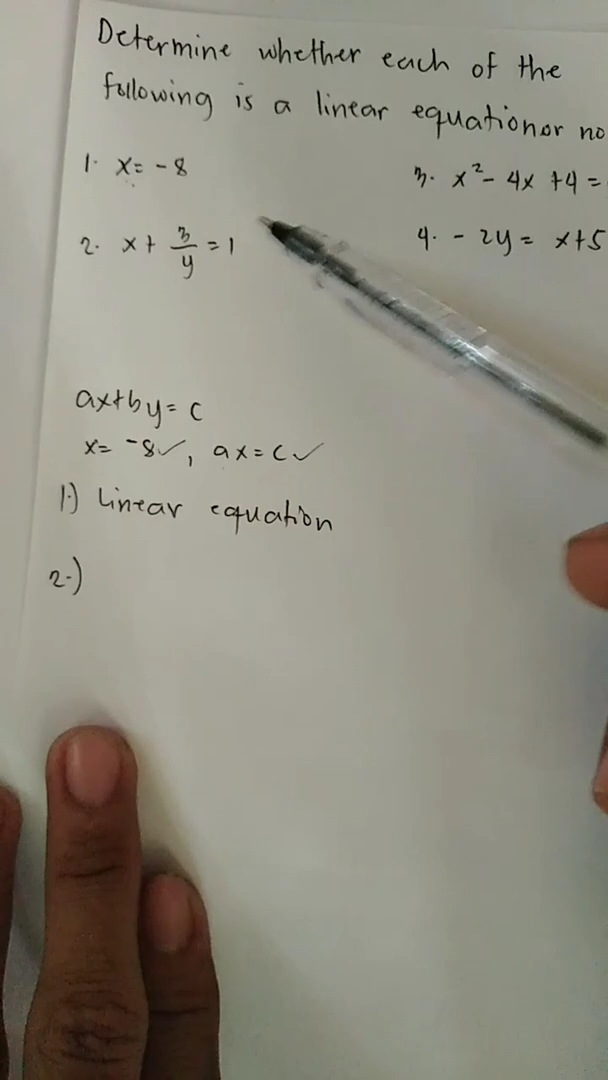 Determine whether each of the
following is a linear equation or no
1. x = -8
2. x + 3/y = 1
3. x² - 4x + 4 =
4. -2y = x+5
ax+by = c
x = -8 ✓, ax = c ✓
1.) Linear equation
2.)